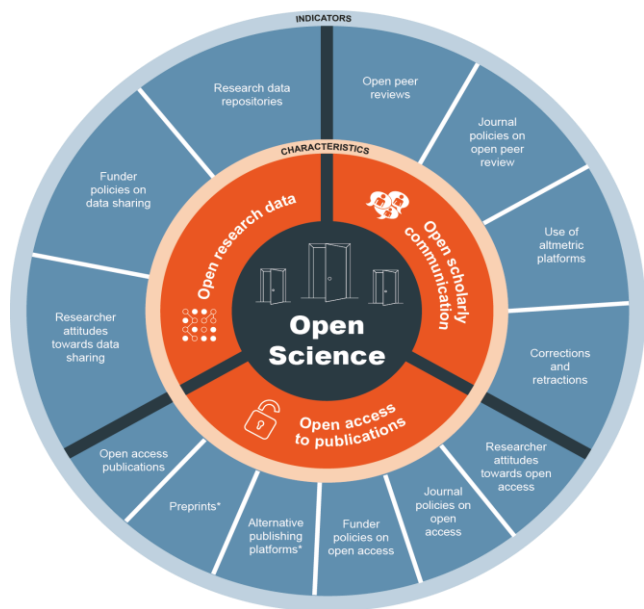 INDICATORS
Research data
repositories
Open peer
reviews
Journal
policies on
open peer
review
Use of
altmetric
platforms
Corrections
and
retractions
Researcher
attitudes
towards open
access
Journal
policies on
open
access
Funder
policies on
open access
Alternative
publishing
platforms*
Preprints*
Open access
publications
Researcher
attitudes
towards data
sharing
Funder
policies on
data sharing
CHARACTERISTICS
Open research data
Open scholarly
communication
Open access
to publications
Open
Science